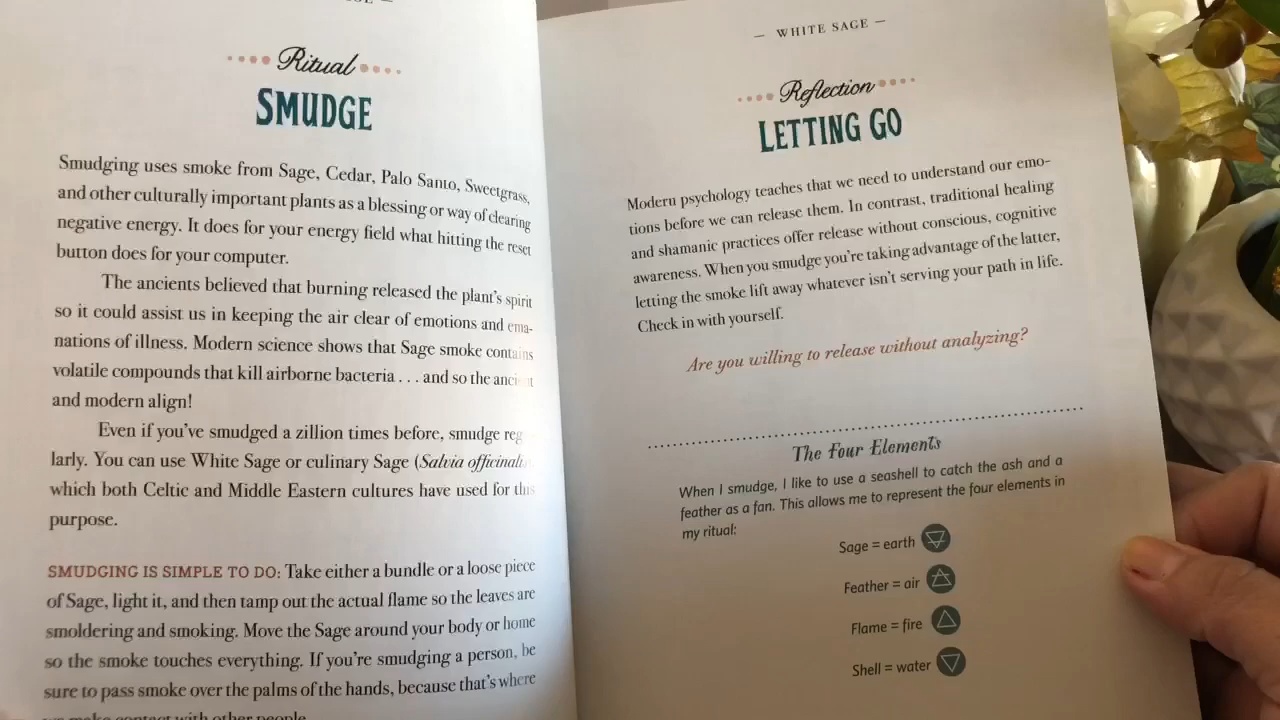 Ritual
SMUDGE
Smudging uses smoke from Sage, Cedar, Palo Santo, Sweetgrass,
and other culturally important plants as a blessing or way of clearing
negative energy. It does for your energy field what hitting the reset
button does for your computer.
The ancients believed that burning released the plant's spirit
so it could assist us in keeping the air clear of emotions and ema-
nations of illness. Modern science shows that Sage smoke contains
volatile compounds that kill airborne bacteria . . . and so the ancient
and modern align!
Even if you've smudged a zillion times before, smudge reg
larly. You can use White Sage or culinary Sage (Salvia officinalis
which both Celtic and Middle Eastern cultures have used for this
purpose.
SMUDGING IS SIMPLE TO DO: Take either a bundle or a loose piece
of Sage, light it, and then tamp out the actual flame so the leaves are
smoldering and smoking. Move the Sage around your body or home
so the smoke touches everything. If you're smudging a person, be
sure to pass smoke over the palms of the hands, because that's where
we make contact with other people.
— WHITE SAGE —
Reflection
LETTING GO
Modern psychology teaches that we need to understand our emo-
tions before we can release them. In contrast, traditional healing
and shamanic practices offer release without conscious, cognitive
awareness. When you smudge you're taking advantage of the latter,
letting the smoke lift away whatever isn't serving your path in life.
Check in with yourself.
Are you willing to release without analyzing?
The Four Elements
When I smudge, I like to use a seashell to catch the ash and a
feather as a fan. This allows me to represent the four elements in
my ritual:
Sage = earth
Feather = air
Flame = fire
Shell = water